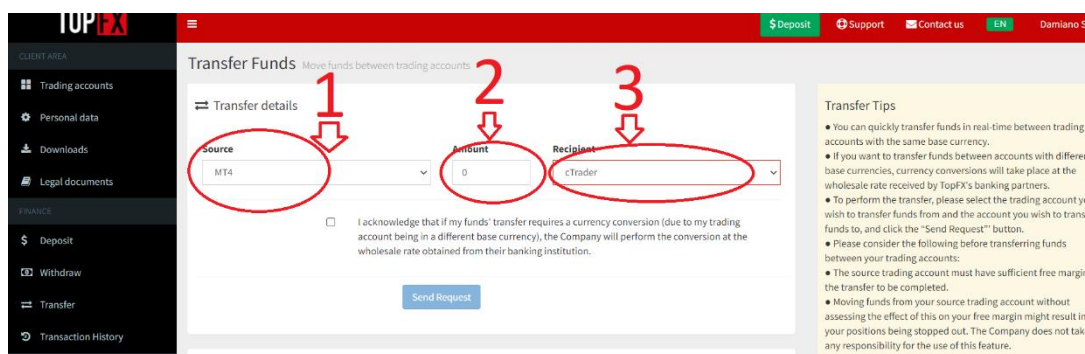 TOPFX
$ Deposit
Support
Contact us
EN
Damiano S
CLIENT AREA
Trading accounts
Personal data
Downloads
Legal documents
FINANCE
$ Deposit
Withdraw
Transfer
Transaction History
Transfer Funds Move funds between trading accounts
1
2
3
Transfer details
Source
Amount
Recipient
MT4
0
cTrader
I acknowledge that if my funds' transfer requires a currency conversion (due to my trading
account being in a different base currency), the Company will perform the conversion at the
wholesale rate obtained from their banking institution.
Send Request
Transfer Tips
● You can quickly transfer funds in real-time between trading
accounts with the same base currency.
● If you want to transfer funds between accounts with differen
base currencies, currency conversions will take place at the
wholesale rate received by TopFX's banking partners.
● To perform the transfer, please select the trading account yo
wish to transfer funds from and the account you wish to trans
funds to, and click the "Send Request"' button.
● Please consider the following before transferring funds
between your trading accounts:
● The source trading account must have sufficient free margin
the transfer to be completed.
● Moving funds from your source trading account without
assessing the effect of this on your free margin might result in
your positions being stopped out. The Company does not tak
any responsibility for the use of this feature.